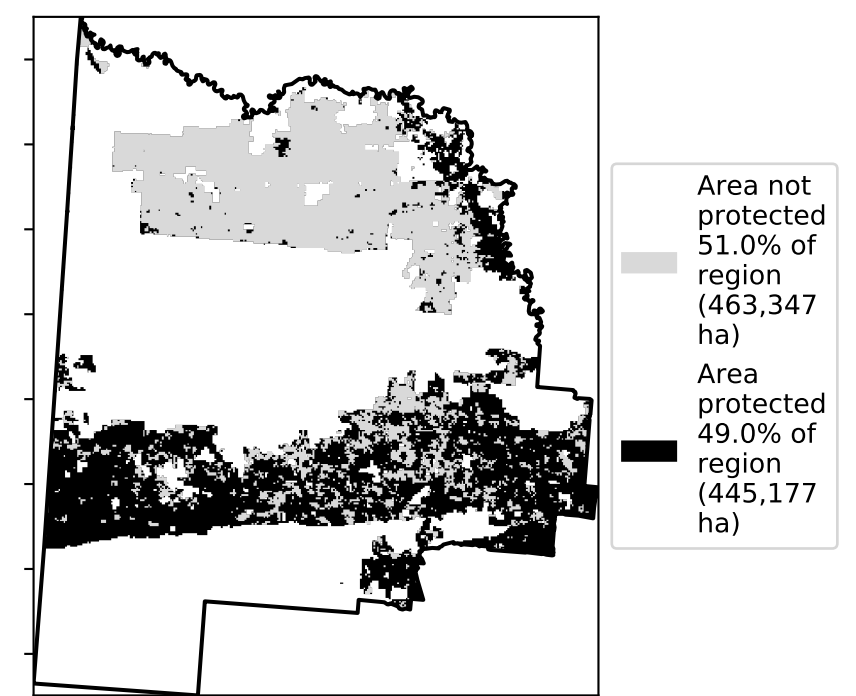 Area not
protected
51.0% of
region
(463,347
ha)
Area
protected
49.0% of
region
(445,177
ha)